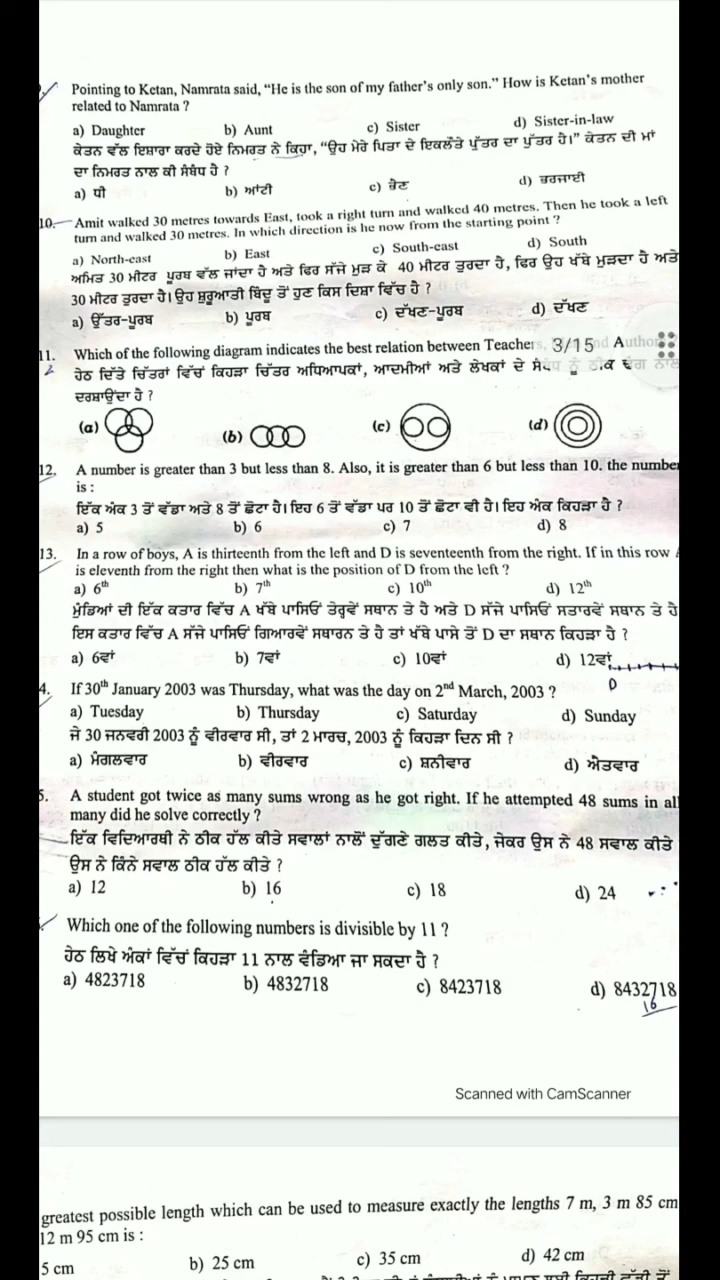 Pointing to Ketan, Namrata said, “He is the son of my father’s only son.” How is Ketan’s mother
related to Namrata ?
a) Daughter b) Aunt c) Sister d) Sister-in-law
ਕੇਤਨ ਵੱਲ ਇਸ਼ਾਰਾ ਕਰਦੇ ਹੋਏ ਨਿਮਰਤ ਨੇ ਕਿਹਾ, “ਉਹ ਮੇਰੇ ਪਿਤਾ ਦੇ ਇਕਲੌਤੇ ਪੁੱਤਰ ਦਾ ਪੁੱਤਰ ਹੈ।” ਕੇਤਨ ਦੀ ਮਾਂ
ਦਾ ਨਿਮਰਤ ਨਾਲ ਕੀ ਸੰਬੰਧ ਹੈ ?
a) ਧੀ b) ਆਂਟੀ c) ਭੈਣ d) ਭਰਜਾਈ
10. Amit walked 30 metres towards East, took a right turn and walked 40 metres. Then he took a left
turn and walked 30 metres. In which direction is he now from the starting point ?
a) North-east b) East c) South-east d) South
ਅਮਿਤ 30 ਮੀਟਰ ਪੂਰਬ ਵੱਲ ਜਾਂਦਾ ਹੈ ਅਤੇ ਫਿਰ ਸੱਜੇ ਮੁੜ ਕੇ 40 ਮੀਟਰ ਤੁਰਦਾ ਹੈ, ਫਿਰ ਉਹ ਖੱਬੇ ਮੁੜਦਾ ਹੈ ਅਤੇ
30 ਮੀਟਰ ਤੁਰਦਾ ਹੈ। ਉਹ ਸ਼ੁਰੂਆਤੀ ਬਿੰਦੂ ਤੋਂ ਹੁਣ ਕਿਸ ਦਿਸ਼ਾ ਵਿੱਚ ਹੈ ?
a) ਉੱਤਰ-ਪੂਰਬ b) ਪੂਰਬ c) ਦੱਖਣ-ਪੂਰਬ d) ਦੱਖਣ
11. Which of the following diagram indicates the best relation between Teachers, 3/15 nd Author
ਹੇਠ ਦਿੱਤੇ ਚਿੱਤਰਾਂ ਵਿੱਚੋਂ ਕਿਹੜਾ ਚਿੱਤਰ ਅਧਿਆਪਕਾਂ, ਆਦਮੀਆਂ ਅਤੇ ਲੇਖਕਾਂ ਦੇ ਨੂੰ ਢੰਗ ਨਾਲ
ਦਰਸਾਉਂਦਾ ਹੈ ?
(a) (b) (c) (d)
12. A number is greater than 3 but less than 8. Also, it is greater than 6 but less than 10. the number
is :
ਇੱਕ ਅੰਕ 3 ਤੋਂ ਵੱਡਾ ਅਤੇ 8 ਤੋਂ ਛੋਟਾ ਹੈ। ਇਹ 6 ਤੋਂ ਵੱਡਾ ਪਰ 10 ਤੋਂ ਛੋਟਾ ਵੀ ਹੈ। ਇਹ ਅੰਕ ਕਿਹੜਾ ਹੈ ?
a) 5 b) 6 c) 7 d) 8
13. In a row of boys, A is thirteenth from the left and D is seventeenth from the right. If in this row A
is eleventh from the right then what is the position of D from the left ?
a) 6th b) 7th c) 10th d) 12th
ਮੁੰਡਿਆਂ ਦੀ ਇੱਕ ਕਤਾਰ ਵਿੱਚ A ਖੱਬੇ ਪਾਸਿਓਂ ਤੇਰ੍ਹਵੇਂ ਸਥਾਨ ਤੇ ਹੈ ਅਤੇ D ਸੱਜੇ ਪਾਸਿਓਂ ਸਤਾਰਵੇਂ ਸਥਾਨ ਤੇ ਹੈ
ਇਸ ਕਤਾਰ ਵਿੱਚ A ਸੱਜੇ ਪਾਸਿਓਂ ਗਿਆਰਵੇਂ ਸਥਾਰਨ ਤੇ ਹੈ ਤਾਂ ਖੱਬੇ ਪਾਸੇ ਤੋਂ D ਦਾ ਸਥਾਨ ਕਿਹੜਾ ਹੈ ?
a) 6ਵਾਂ b) 7ਵਾਂ c) 10ਵਾਂ d) 12ਵਾਂ
D
4. If 30th January 2003 was Thursday, what was the day on 2nd March, 2003 ?
a) Tuesday b) Thursday c) Saturday d) Sunday
ਜੇ 30 ਜਨਵਰੀ 2003 ਨੂੰ ਵੀਰਵਾਰ ਸੀ, ਤਾਂ 2 ਮਾਰਚ, 2003 ਨੂੰ ਕਿਹੜਾ ਦਿਨ ਸੀ ?
a) ਮੰਗਲਵਾਰ b) ਵੀਰਵਾਰ c) ਸ਼ਨੀਵਾਰ d) ਐਤਵਾਰ
5. A student got twice as many sums wrong as he got right. If he attempted 48 sums in all
many did he solve correctly ?
ਇੱਕ ਵਿਦਿਆਰਥੀ ਨੇ ਠੀਕ ਹੱਲ ਕੀਤੇ ਸਵਾਲਾਂ ਨਾਲੋਂ ਦੁੱਗਣੇ ਗਲਤ ਕੀਤੇ, ਜੇਕਰ ਉਸ ਨੇ 48 ਸਵਾਲ ਕੀਤੇ
ਉਸ ਨੇ ਕਿੰਨੇ ਸਵਾਲ ਠੀਕ ਹੱਲ ਕੀਤੇ ?
a) 12 b) 16 c) 18 d) 24
Which one of the following numbers is divisible by 11 ?
ਹੇਠ ਲਿਖੇ ਅੰਕਾਂ ਵਿੱਚੋਂ ਕਿਹੜਾ 11 ਨਾਲ ਵੰਡਿਆ ਜਾ ਸਕਦਾ ਹੈ ?
a) 4823718 b) 4832718 c) 8423718 d) 8432718
16
Scanned with CamScanner
greatest possible length which can be used to measure exactly the lengths 7 m, 3 m 85 cm
12 m 95 cm is :
5 cm b) 25 cm c) 35 cm d) 42 cm